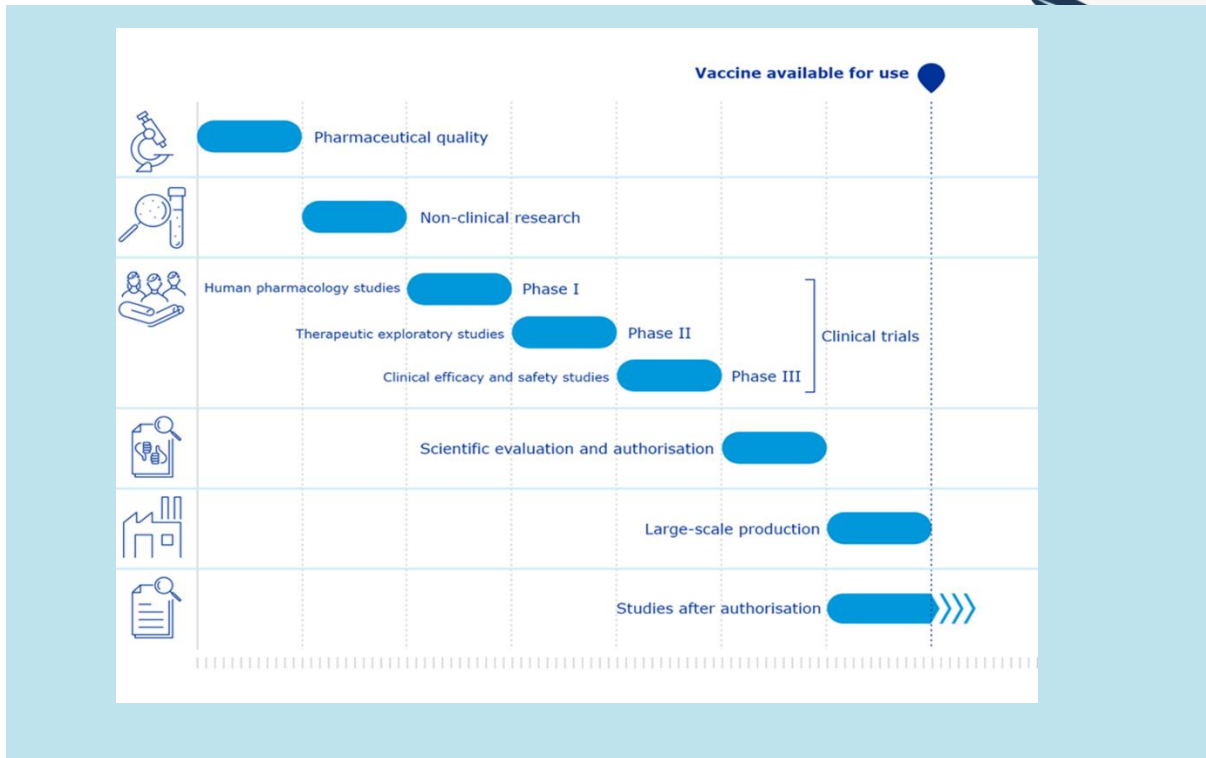 Vaccine available for use
Pharmaceutical quality
Non-clinical research
Human pharmacology studies
Phase I
Therapeutic exploratory studies
Phase II
Clinical trials
Clinical efficacy and safety studies
Phase III
Scientific evaluation and authorisation
Large-scale production
Studies after authorisation